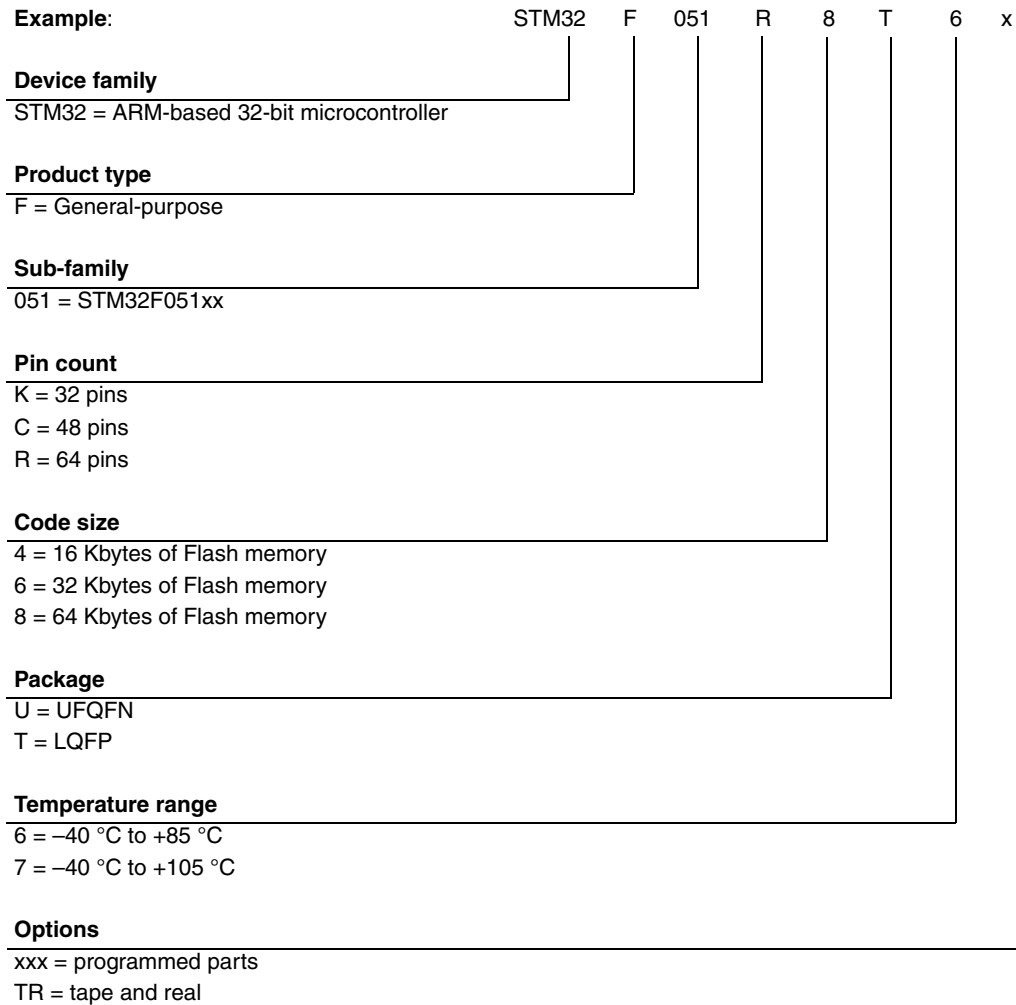 Example: STM32 F 051 R 8 T 6 x
Device family
STM32 = ARM-based 32-bit microcontroller
Product type
F = General-purpose
Sub-family
051 = STM32F051xx
Pin count
K = 32 pins
C = 48 pins
R = 64 pins
Code size
4 = 16 Kbytes of Flash memory
6 = 32 Kbytes of Flash memory
8 = 64 Kbytes of Flash memory
Package
U = UFQFN
T = LQFP
Temperature range
6 = –40 °C to +85 °C
7 = –40 °C to +105 °C
Options
xxx = programmed parts
TR = tape and real